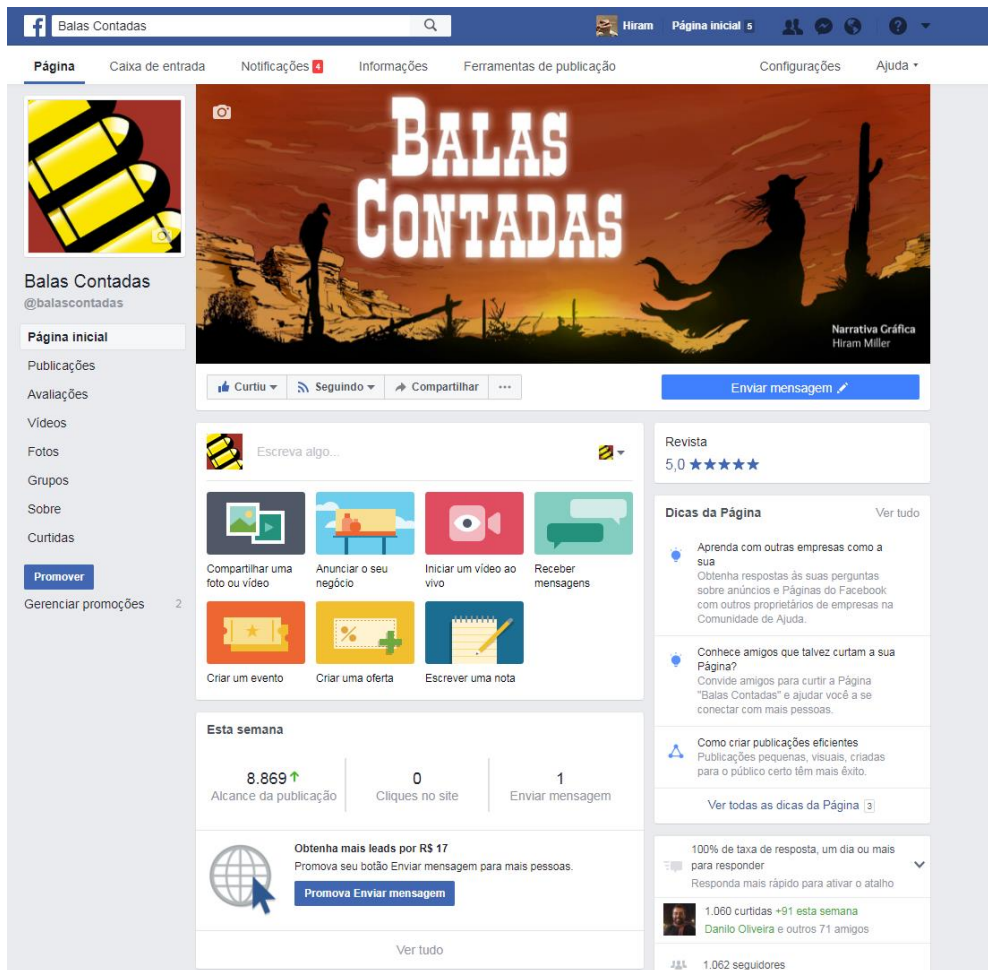 Balas Contadas
Hiram
Página inicial 5
Página
Caixa de entrada
Notificações 4
Informações
Ferramentas de publicação
Configurações
Ajuda
BALAS
CONTADAS
Narrativa Gráfica
Hiram Miller
Balas Contadas
@balascontadas
Página inicial
Publicações
Avaliações
Vídeos
Fotos
Grupos
Sobre
Curtidas
Promover
Gerenciar promoções 2
Curtiu
Seguindo
Compartilhar
...
Enviar mensagem
Escreva algo...
Compartilhar uma
foto ou vídeo
Anunciar o seu
negócio
Iniciar um vídeo ao
vivo
Receber
mensagens
Criar um evento
%
Criar uma oferta
Escrever uma nota
Esta semana
8.869
Alcance da publicação
0
Cliques no site
1
Enviar mensagem
Obtenha mais leads por R$ 17
Promova seu botão Enviar mensagem para mais pessoas.
Promova Enviar mensagem
Ver tudo
Revista
5,0 ★★★★★
Dicas da Página
Ver tudo
Aprenda com outras empresas como a
sua
Obtenha respostas às suas perguntas
sobre anúncios e Páginas do Facebook
com outros proprietários de empresas na
Comunidade de Ajuda.
Conhece amigos que talvez curtam a sua
Página?
Convide amigos para curtir a Página
"Balas Contadas" e ajudar você a se
conectar com mais pessoas.
Como criar publicações eficientes
Publicações pequenas, visuais, criadas
para o público certo têm mais êxito.
Ver todas as dicas da Página 3
100% de taxa de resposta, um dia ou mais
para responder
Responda mais rápido para ativar o atalho
1.060 curtidas +91 esta semana
Danilo Oliveira e outros 71 amigos
1.062 seguidores